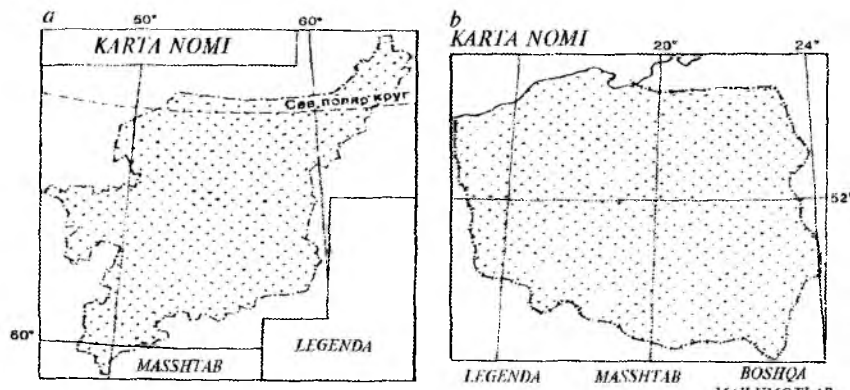 a
50°
60°
KARTA NOMI
Сев. поляр. круг
60°
MASSHTAB
LEGENDA
b
KARTA NOMI
20°
24°
52°
LEGENDA
MASSHTAB
BOSHQA